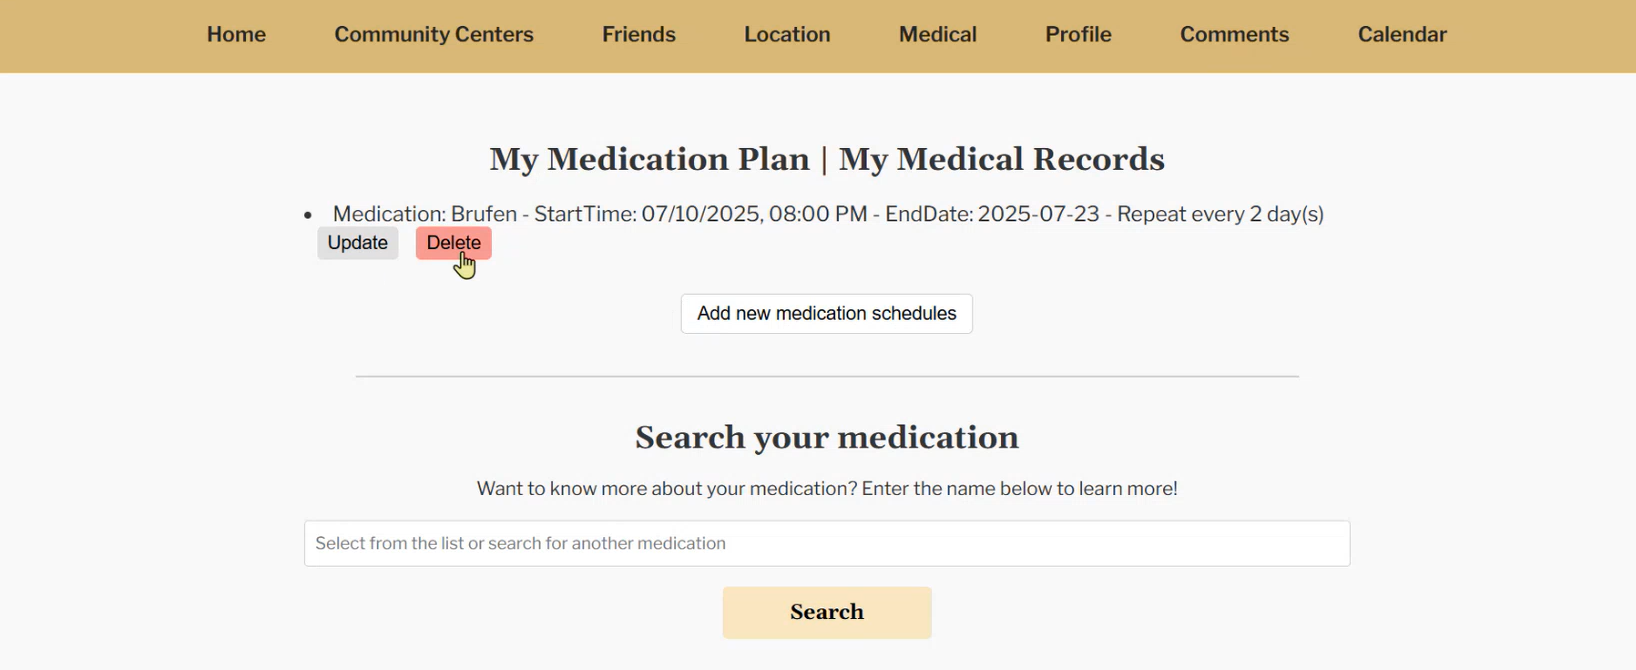 Home Community Centers Friends Location Medical Profile Comments Calendar
My Medication Plan | My Medical Records
Medication: Brufen - StartTime: 07/10/2025, 08:00 PM - EndDate: 2025-07-23 - Repeat every 2 day(s)
Update Delete
Add new medication schedules
Search your medication
Want to know more about your medication? Enter the name below to learn more!
Select from the list or search for another medication
Search